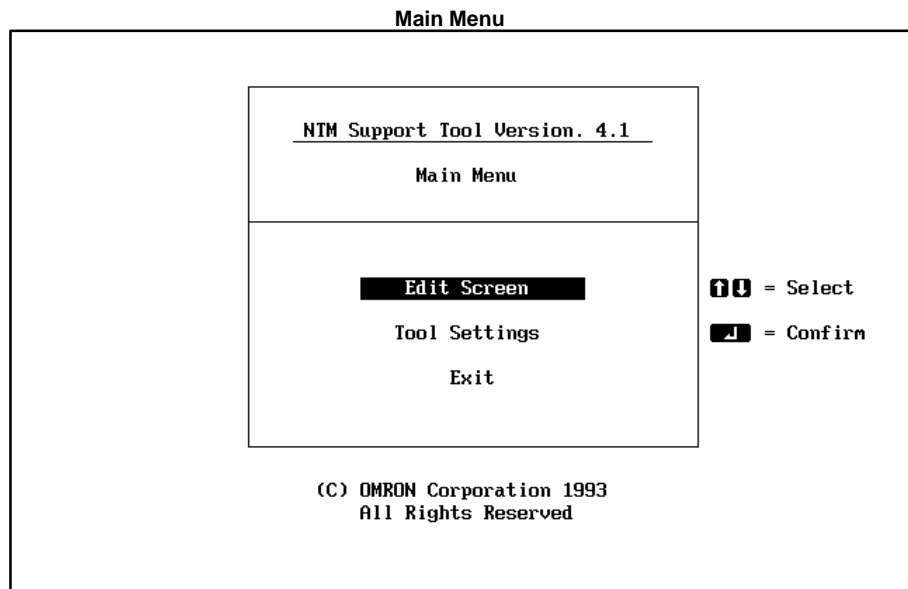 Main Menu
NTM Support Tool Version. 4.1
Main Menu
Edit Screen
↑↓ = Select
Tool Settings
↵ = Confirm
Exit
(C) OMRON Corporation 1993
All Rights Reserved